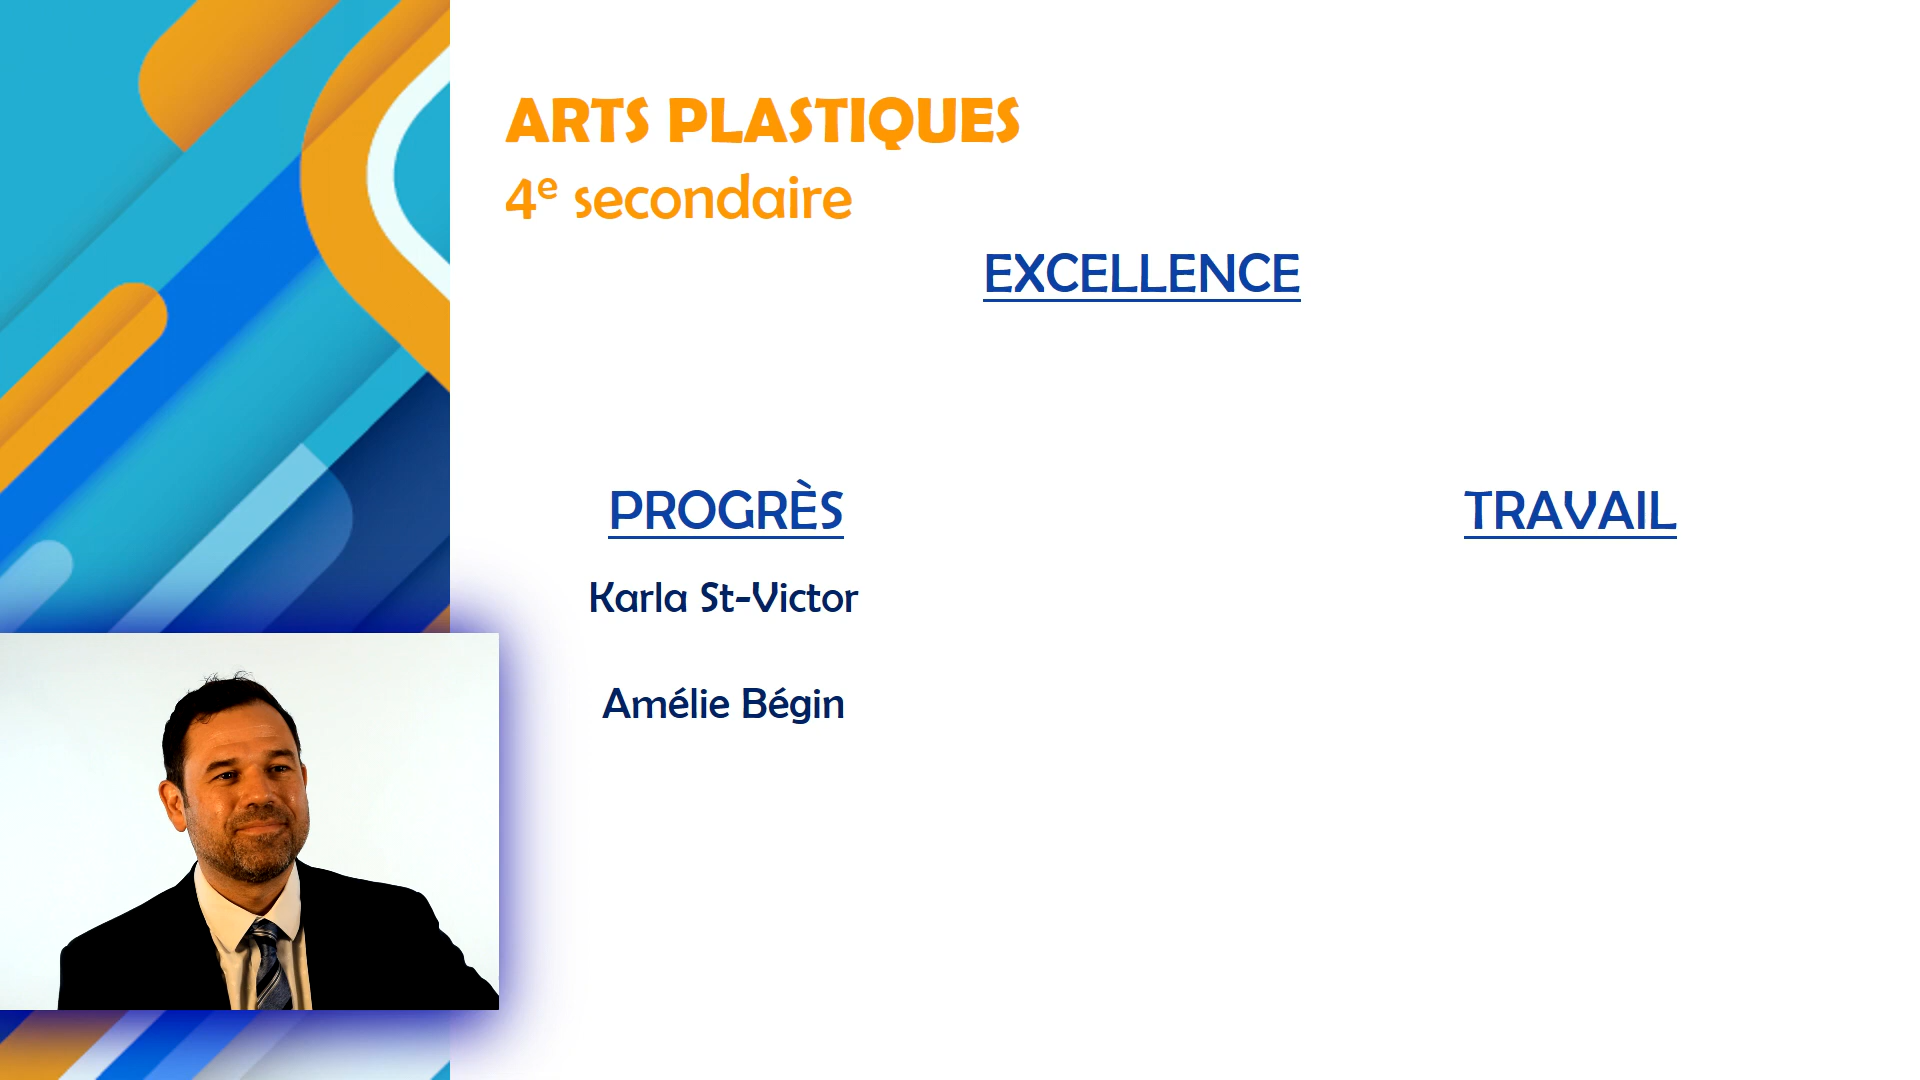 ARTS PLASTIQUES
4e secondaire
EXCELLENCE
PROGRÈS
TRAVAIL
Karla St-Victor
Amélie Bégin